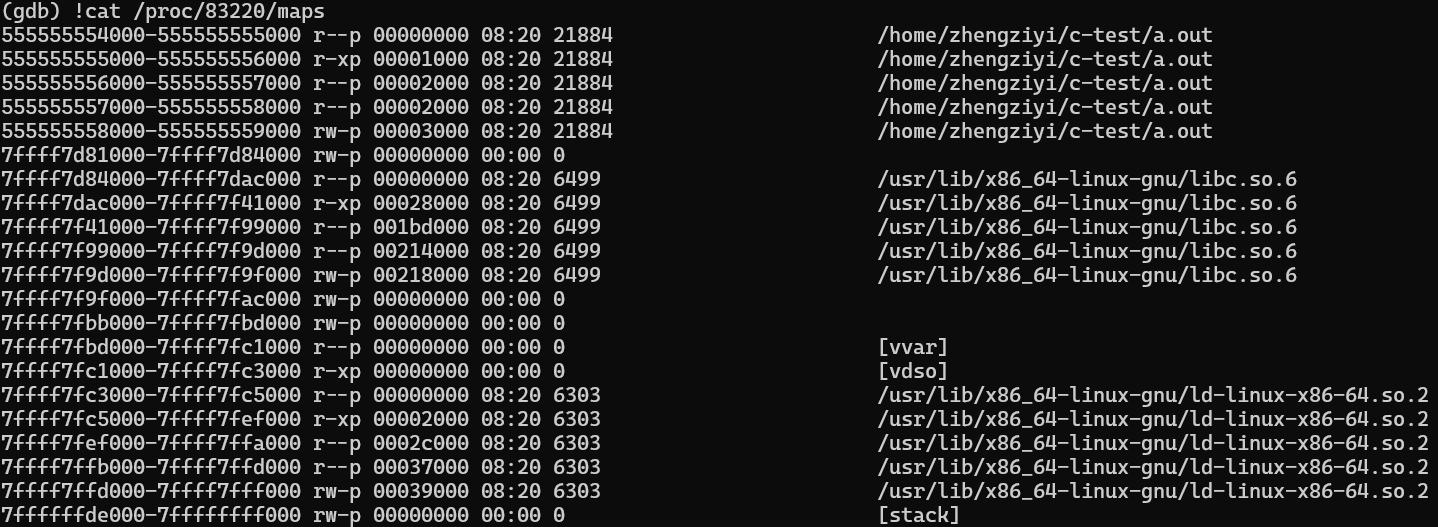 (gdb) !cat /proc/83220/maps
555555554000-555555555000 r--p 00000000 08:20 21884                      /home/zhengziyi/c-test/a.out
555555555000-555555556000 r-xp 00001000 08:20 21884                      /home/zhengziyi/c-test/a.out
555555556000-555555557000 r--p 00002000 08:20 21884                      /home/zhengziyi/c-test/a.out
555555557000-555555558000 r--p 00002000 08:20 21884                      /home/zhengziyi/c-test/a.out
555555558000-555555559000 rw-p 00003000 08:20 21884                      /home/zhengziyi/c-test/a.out
7ffff7d81000-7ffff7d84000 rw-p 00000000 00:00 0
7ffff7d84000-7ffff7dac000 r--p 00000000 08:20 6499                       /usr/lib/x86_64-linux-gnu/libc.so.6
7ffff7dac000-7ffff7f41000 r-xp 00028000 08:20 6499                       /usr/lib/x86_64-linux-gnu/libc.so.6
7ffff7f41000-7ffff7f99000 r--p 001bd000 08:20 6499                       /usr/lib/x86_64-linux-gnu/libc.so.6
7ffff7f99000-7ffff7f9d000 r--p 00214000 08:20 6499                       /usr/lib/x86_64-linux-gnu/libc.so.6
7ffff7f9d000-7ffff7f9f000 rw-p 00218000 08:20 6499                       /usr/lib/x86_64-linux-gnu/libc.so.6
7ffff7f9f000-7ffff7fac000 rw-p 00000000 00:00 0
7ffff7fbb000-7ffff7fbd000 rw-p 00000000 00:00 0
7ffff7fbd000-7ffff7fc1000 r--p 00000000 00:00 0                          [vvar]
7ffff7fc1000-7ffff7fc3000 r-xp 00000000 00:00 0                          [vdso]
7ffff7fc3000-7ffff7fc5000 r--p 00000000 08:20 6303                       /usr/lib/x86_64-linux-gnu/ld-linux-x86-64.so.2
7ffff7fc5000-7ffff7fef000 r-xp 00002000 08:20 6303                       /usr/lib/x86_64-linux-gnu/ld-linux-x86-64.so.2
7ffff7fef000-7ffff7ffa000 r--p 0002c000 08:20 6303                       /usr/lib/x86_64-linux-gnu/ld-linux-x86-64.so.2
7ffff7ffb000-7ffff7ffd000 r--p 00037000 08:20 6303                       /usr/lib/x86_64-linux-gnu/ld-linux-x86-64.so.2
7ffff7ffd000-7ffff7fff000 rw-p 00039000 08:20 6303                       /usr/lib/x86_64-linux-gnu/ld-linux-x86-64.so.2
7ffffffde000-7ffffffff000 rw-p 00000000 00:00 0                          [stack]